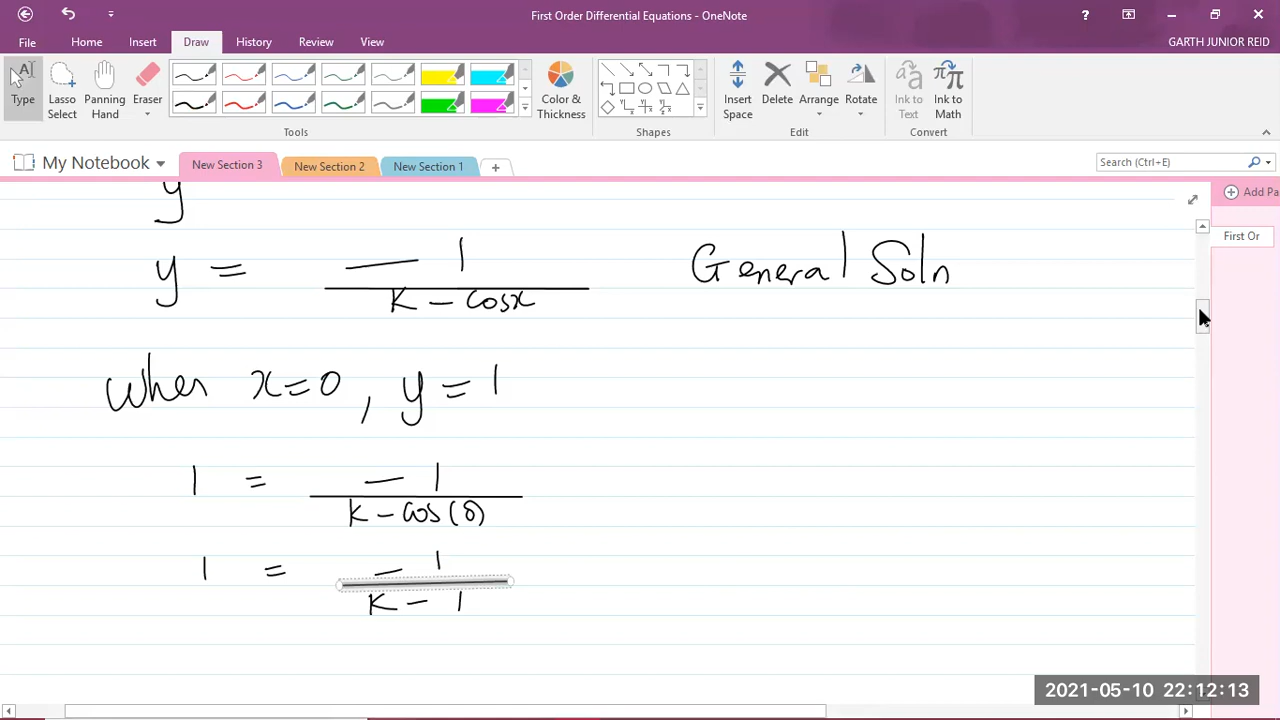 First Order Differential Equations - OneNote
?
File Home Insert Draw History Review View
GARTH JUNIOR REID
Type
Lasso Select
Panning Hand
Eraser
Color & Thickness
Insert Space
Delete
Arrange
Rotate
Ink to Text
Ink to Math
Tools Shapes Edit Convert
My Notebook New Section 3 New Section 2 New Section 1 +
Search (Ctrl+E)
Add Pa
First Or
y
y = -1 / (K - cosx) General Soln
when x=0, y=1
1 = -1 / (K - cos(0))
1 = -1 / (K - 1)
2021-05-10 22:12:13